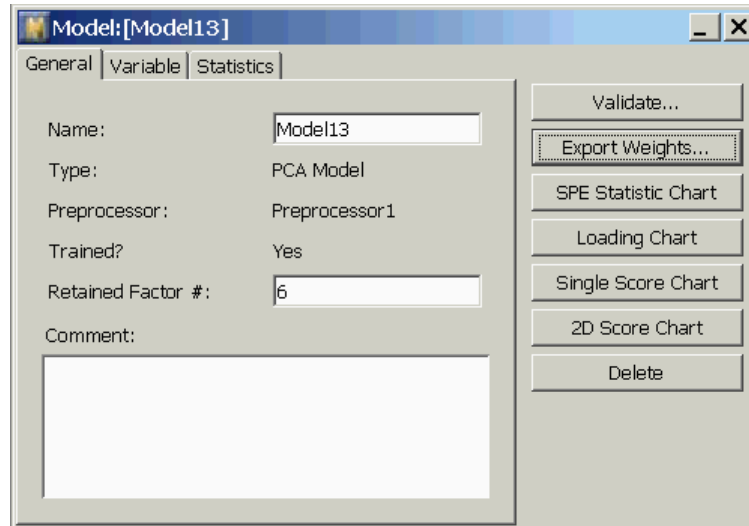 Model:[Model13]
General Variable Statistics
Name: Model13
Type: PCA Model
Preprocessor: Preprocessor1
Trained? Yes
Retained Factor #: 6
Comment:
Validate...
Export Weights...
SPE Statistic Chart
Loading Chart
Single Score Chart
2D Score Chart
Delete